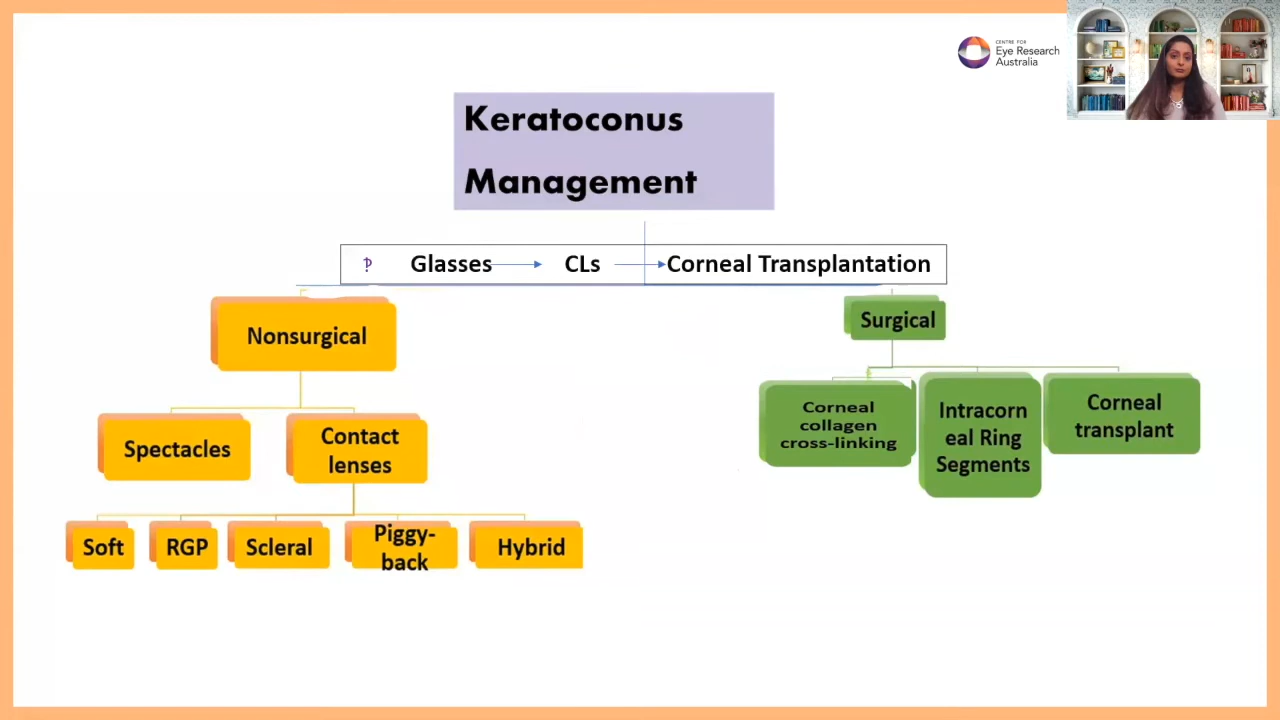 CENTRE FOR
Eye Research
Australia
Keratoconus
Management
Glasses CLs Corneal Transplantation
Nonsurgical
Surgical
Spectacles
Contact
lenses
Corneal
collagen
cross-linking
Intracorn
eal Ring
Segments
Corneal
transplant
Soft
RGP
Scleral
Piggy-
back
Hybrid